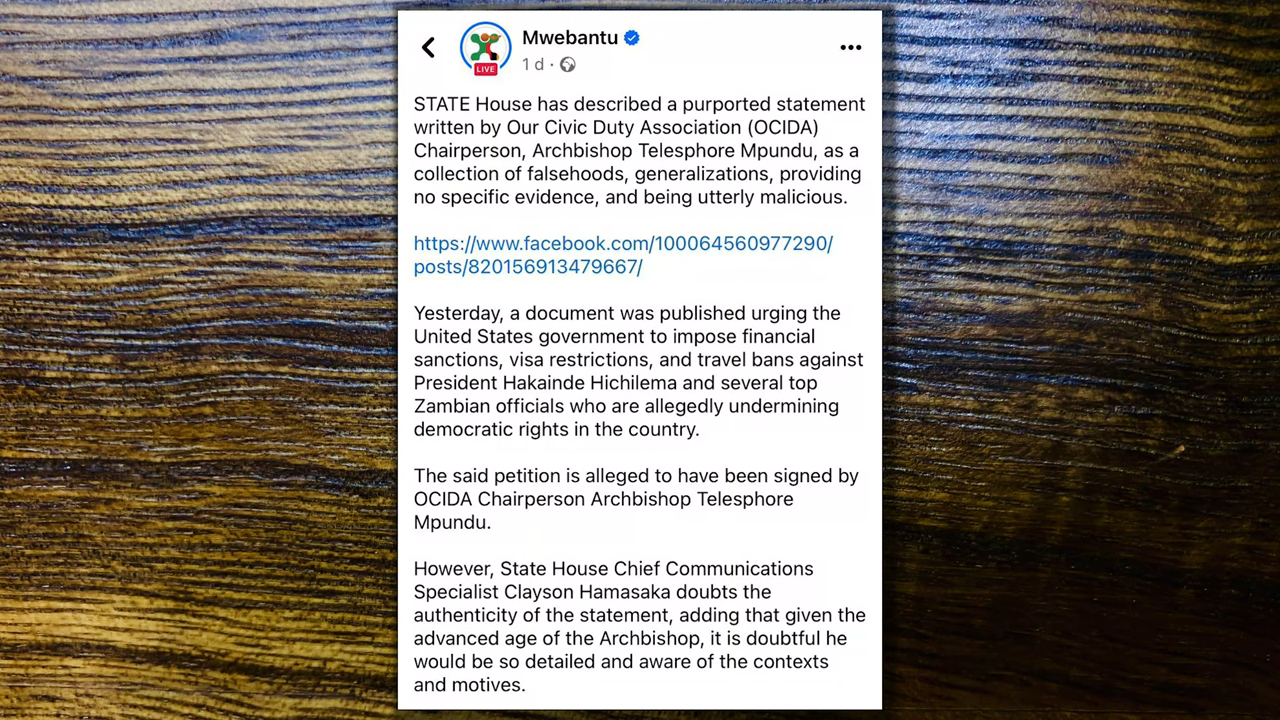 Mwebantu
LIVE
1 d ·
STATE House has described a purported statement
written by Our Civic Duty Association (OCIDA)
Chairperson, Archbishop Telesphore Mpundu, as a
collection of falsehoods, generalizations, providing
no specific evidence, and being utterly malicious.
https://www.facebook.com/100064560977290/
posts/820156913479667/
Yesterday, a document was published urging the
United States government to impose financial
sanctions, visa restrictions, and travel bans against
President Hakainde Hichilema and several top
Zambian officials who are allegedly undermining
democratic rights in the country.
The said petition is alleged to have been signed by
OCIDA Chairperson Archbishop Telesphore
Mpundu.
However, State House Chief Communications
Specialist Clayson Hamasaka doubts the
authenticity of the statement, adding that given the
advanced age of the Archbishop, it is doubtful he
would be so detailed and aware of the contexts
and motives.